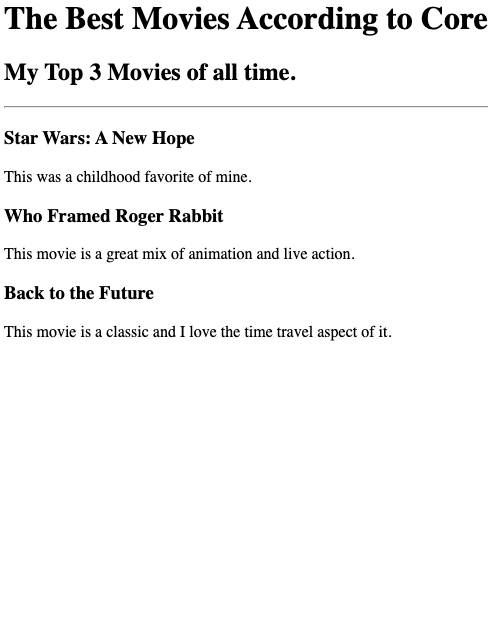 The Best Movies According to Core
My Top 3 Movies of all time.
Star Wars: A New Hope
This was a childhood favorite of mine.
Who Framed Roger Rabbit
This movie is a great mix of animation and live action.
Back to the Future
This movie is a classic and I love the time travel aspect of it.